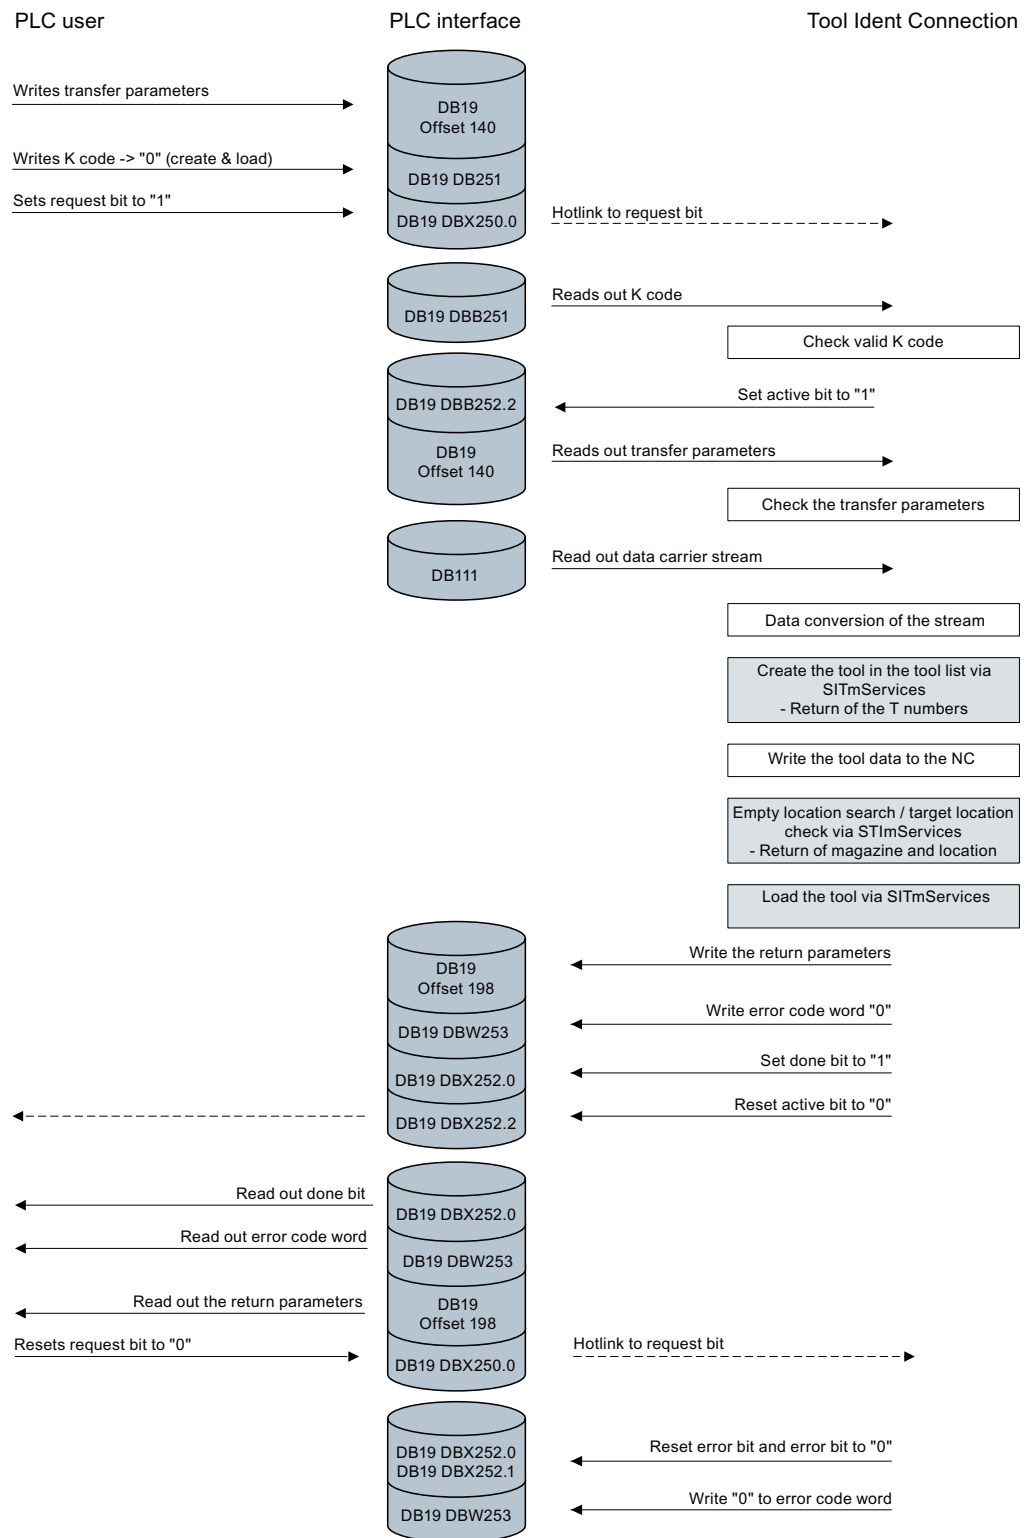 PLC user
PLC interface
Tool Ident Connection
Writes transfer parameters
DB19
Offset 140
Writes K code -> "0" (create & load)
DB19 DB251
Sets request bit to "1"
DB19 DBX250.0
Hotlink to request bit
Reads out K code
DB19 DBB251
Check valid K code
Set active bit to "1"
DB19 DBB252.2
Reads out transfer parameters
DB19
Offset 140
Check the transfer parameters
Read out data carrier stream
DB111
Data conversion of the stream
Create the tool in the tool list via
SITmServices
- Return of the T numbers
Write the tool data to the NC
Empty location search / target location
check via STImServices
- Return of magazine and location
Load the tool via SITmServices
Write the return parameters
DB19
Offset 198
Write error code word "0"
DB19 DBW253
Set done bit to "1"
DB19 DBX252.0
Reset active bit to "0"
DB19 DBX252.2
Read out done bit
DB19 DBX252.0
Read out error code word
DB19 DBW253
Read out the return parameters
DB19
Offset 198
Resets request bit to "0"
DB19 DBX250.0
Hotlink to request bit
DB19 DBX252.0
DB19 DBX252.1
Reset error bit and error bit to "0"
Write "0" to error code word
DB19 DBW253